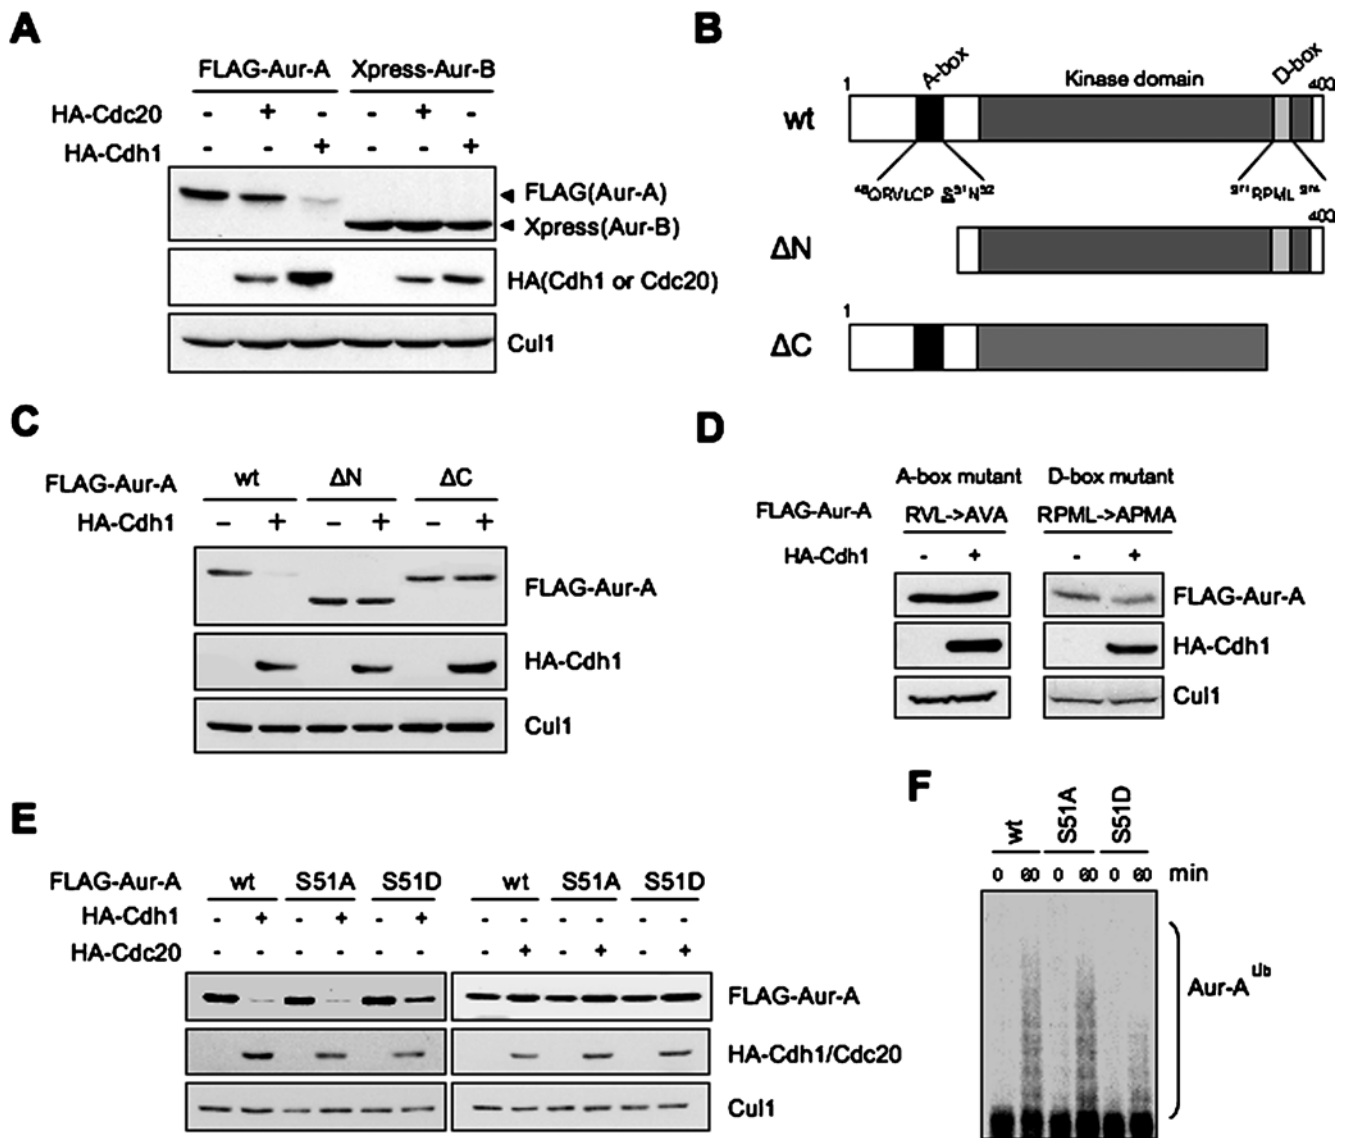 A
FLAG-Aur-A Xpress-Aur-B
HA-Cdc20 - + - - + -
HA-Cdh1 - - + - - +
FLAG(Aur-A)
Xpress(Aur-B)
HA(Cdh1 or Cdc20)
Cul1
B
A-box Kinase domain D-box
1 400
wt
QRVLCP S51N52 RPML
400
ΔN
1
ΔC
C
FLAG-Aur-A wt ΔN ΔC
HA-Cdh1 - + - + - +
FLAG-Aur-A
HA-Cdh1
Cul1
D
A-box mutant D-box mutant
FLAG-Aur-A RVL->AVA RPML->APMA
HA-Cdh1 - + - +
FLAG-Aur-A
HA-Cdh1
Cul1
E
FLAG-Aur-A wt S51A S51D wt S51A S51D
HA-Cdh1 - + - + - + - - - - - -
HA-Cdc20 - - - - - - - + - + - +
FLAG-Aur-A
HA-Cdh1/Cdc20
Cul1
F
wt S51A S51D
0 60 0 60 0 60 min
Aur-A Ub